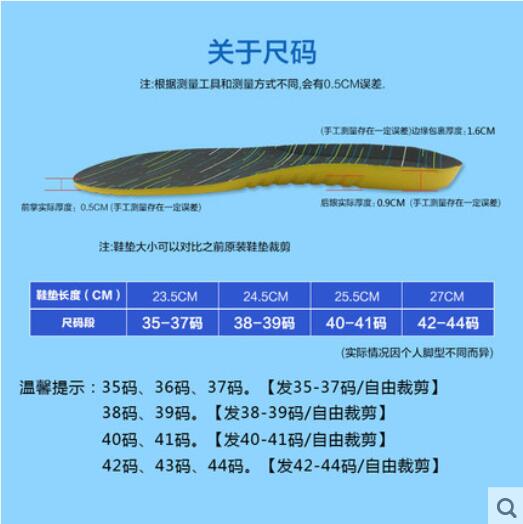 关于尺码
注:根据测量工具和测量方式不同,会有0.5CM误差.
(手工测量存在一定误差)边缘包裹厚度: 1.6CM
前掌实际厚度: 0.5CM (手工测量存在一定误差)
后跟实际厚度: 0.9CM (手工测量存在一定误差)
注:鞋垫大小可以对比之前原装鞋垫裁剪
鞋垫长度（CM） 23.5CM 24.5CM 25.5CM 27CM
尺码段 35-37码 38-39码 40-41码 42-44码
(实际情况因个人脚型不同而异)
温馨提示：35码、36码、37码。【发35-37码/自由裁剪】
38码、39码。【发38-39码/自由裁剪】
40码、41码。【发40-41码/自由裁剪】
42码、43码、44码。【发42-44码/自由裁剪】